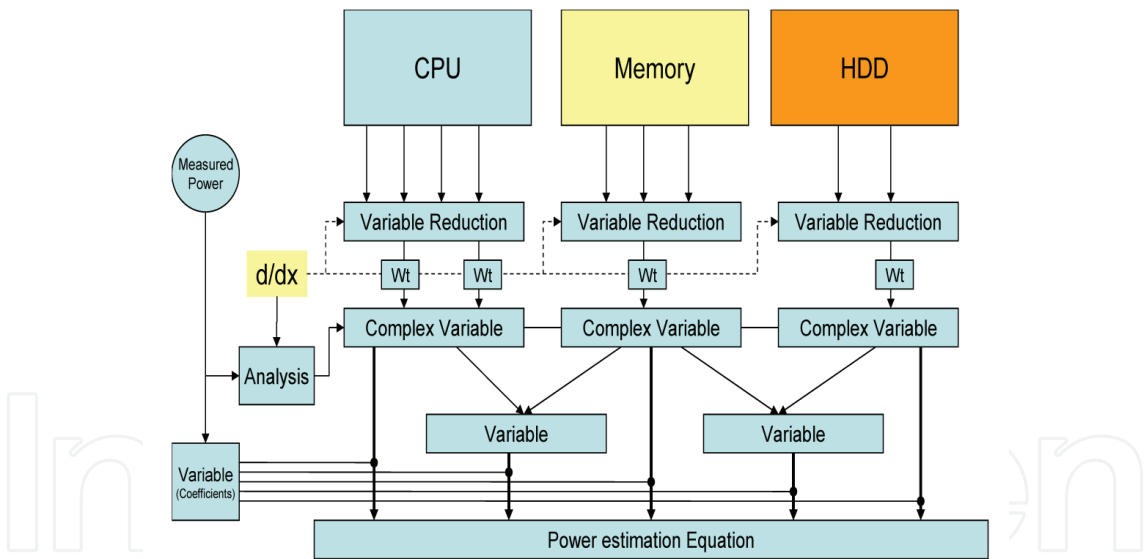 CPU
Memory
HDD
Measured
Power
Variable Reduction
Variable Reduction
Variable Reduction
d/dx
Wt
Wt
Wt
Wt
Complex Variable
Complex Variable
Complex Variable
Analysis
Variable
Variable
Variable
(Coefficients)
Power estimation Equation